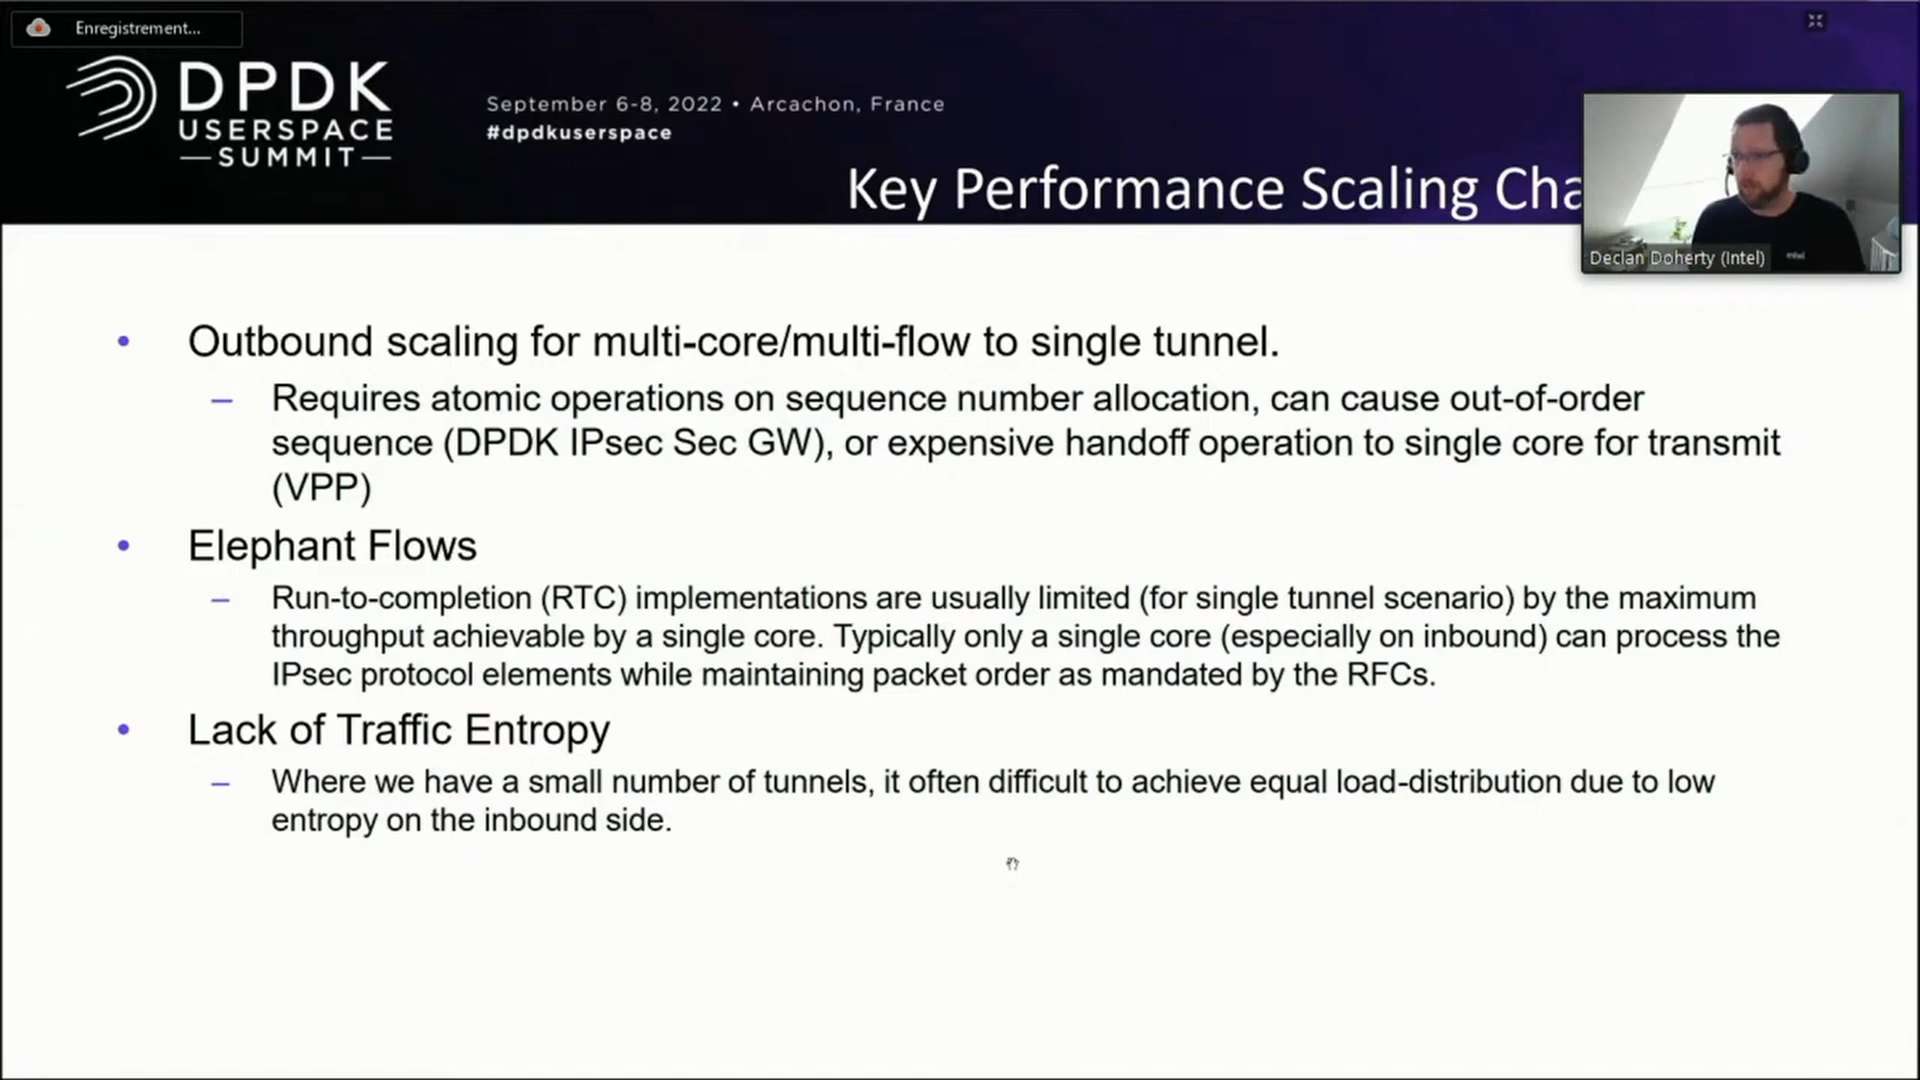 Enregistrement...
DPDK
USERSPACE
SUMMIT
September 6-8, 2022 • Arcachon, France
#dpdkuserspace
Key Performance Scaling Cha
Declan Doherty (Intel)
intel
• Outbound scaling for multi-core/multi-flow to single tunnel.
– Requires atomic operations on sequence number allocation, can cause out-of-order
sequence (DPDK IPsec Sec GW), or expensive handoff operation to single core for transmit
(VPP)
• Elephant Flows
– Run-to-completion (RTC) implementations are usually limited (for single tunnel scenario) by the maximum
throughput achievable by a single core. Typically only a single core (especially on inbound) can process the
IPsec protocol elements while maintaining packet order as mandated by the RFCs.
• Lack of Traffic Entropy
– Where we have a small number of tunnels, it often difficult to achieve equal load-distribution due to low
entropy on the inbound side.